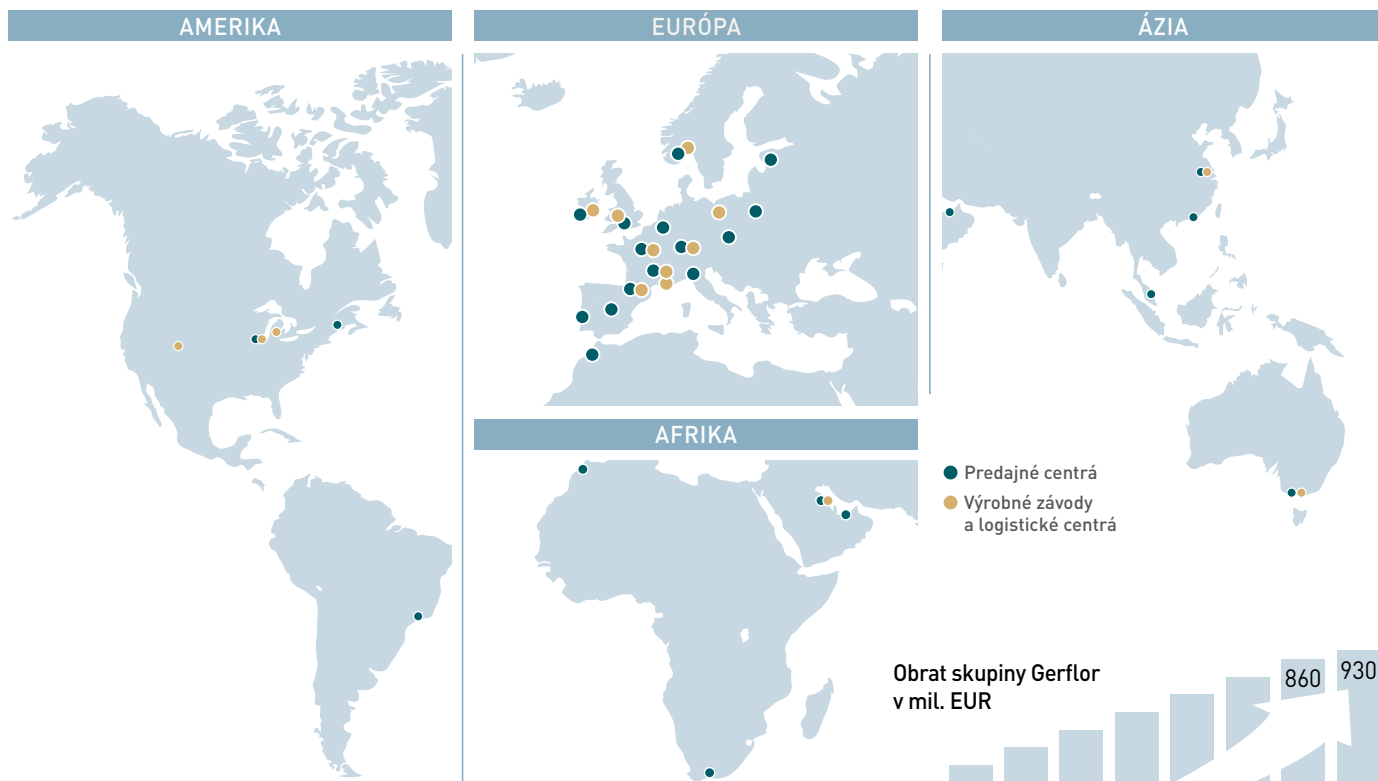 AMERIKA
EURÓPA
ÁZIA
AFRIKA
Predajné centrá
Výrobné závody
a logistické centrá
Obrat skupiny Gerflor
v mil. EUR
860
930